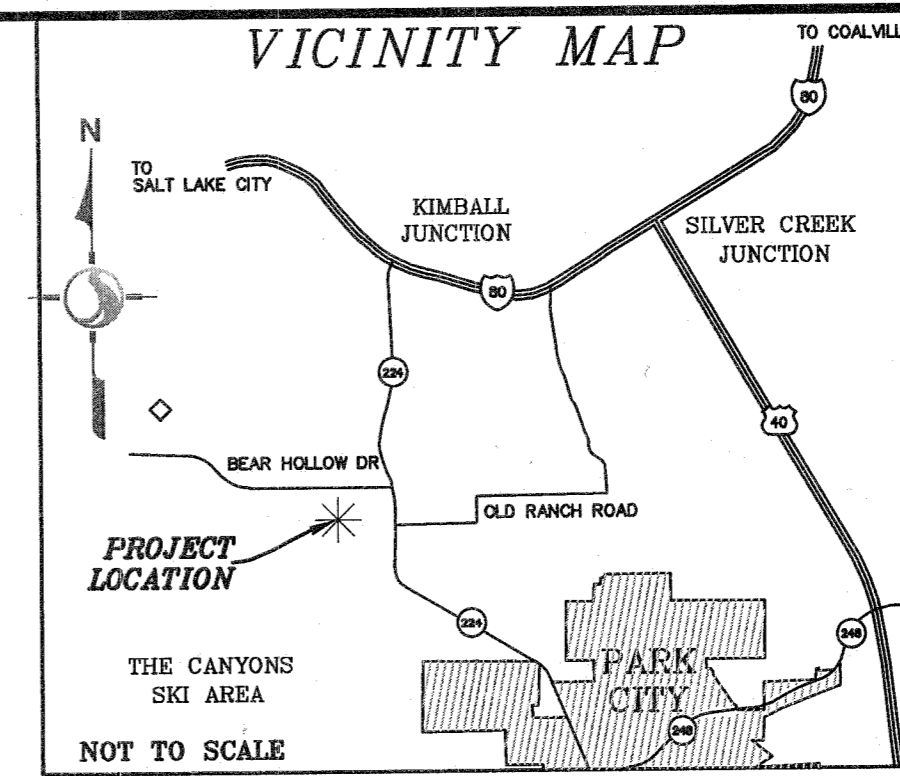 VICINITY MAP
TO COALVILL
80
N
TO
SALT LAKE CITY
KIMBALL
JUNCTION
SILVER CREEK
JUNCTION
80
224
40
BEAR HOLLOW DR
OLD RANCH ROAD
PROJECT
LOCATION
224
248
THE CANYONS
SKI AREA
PARK
CITY
248
NOT TO SCALE